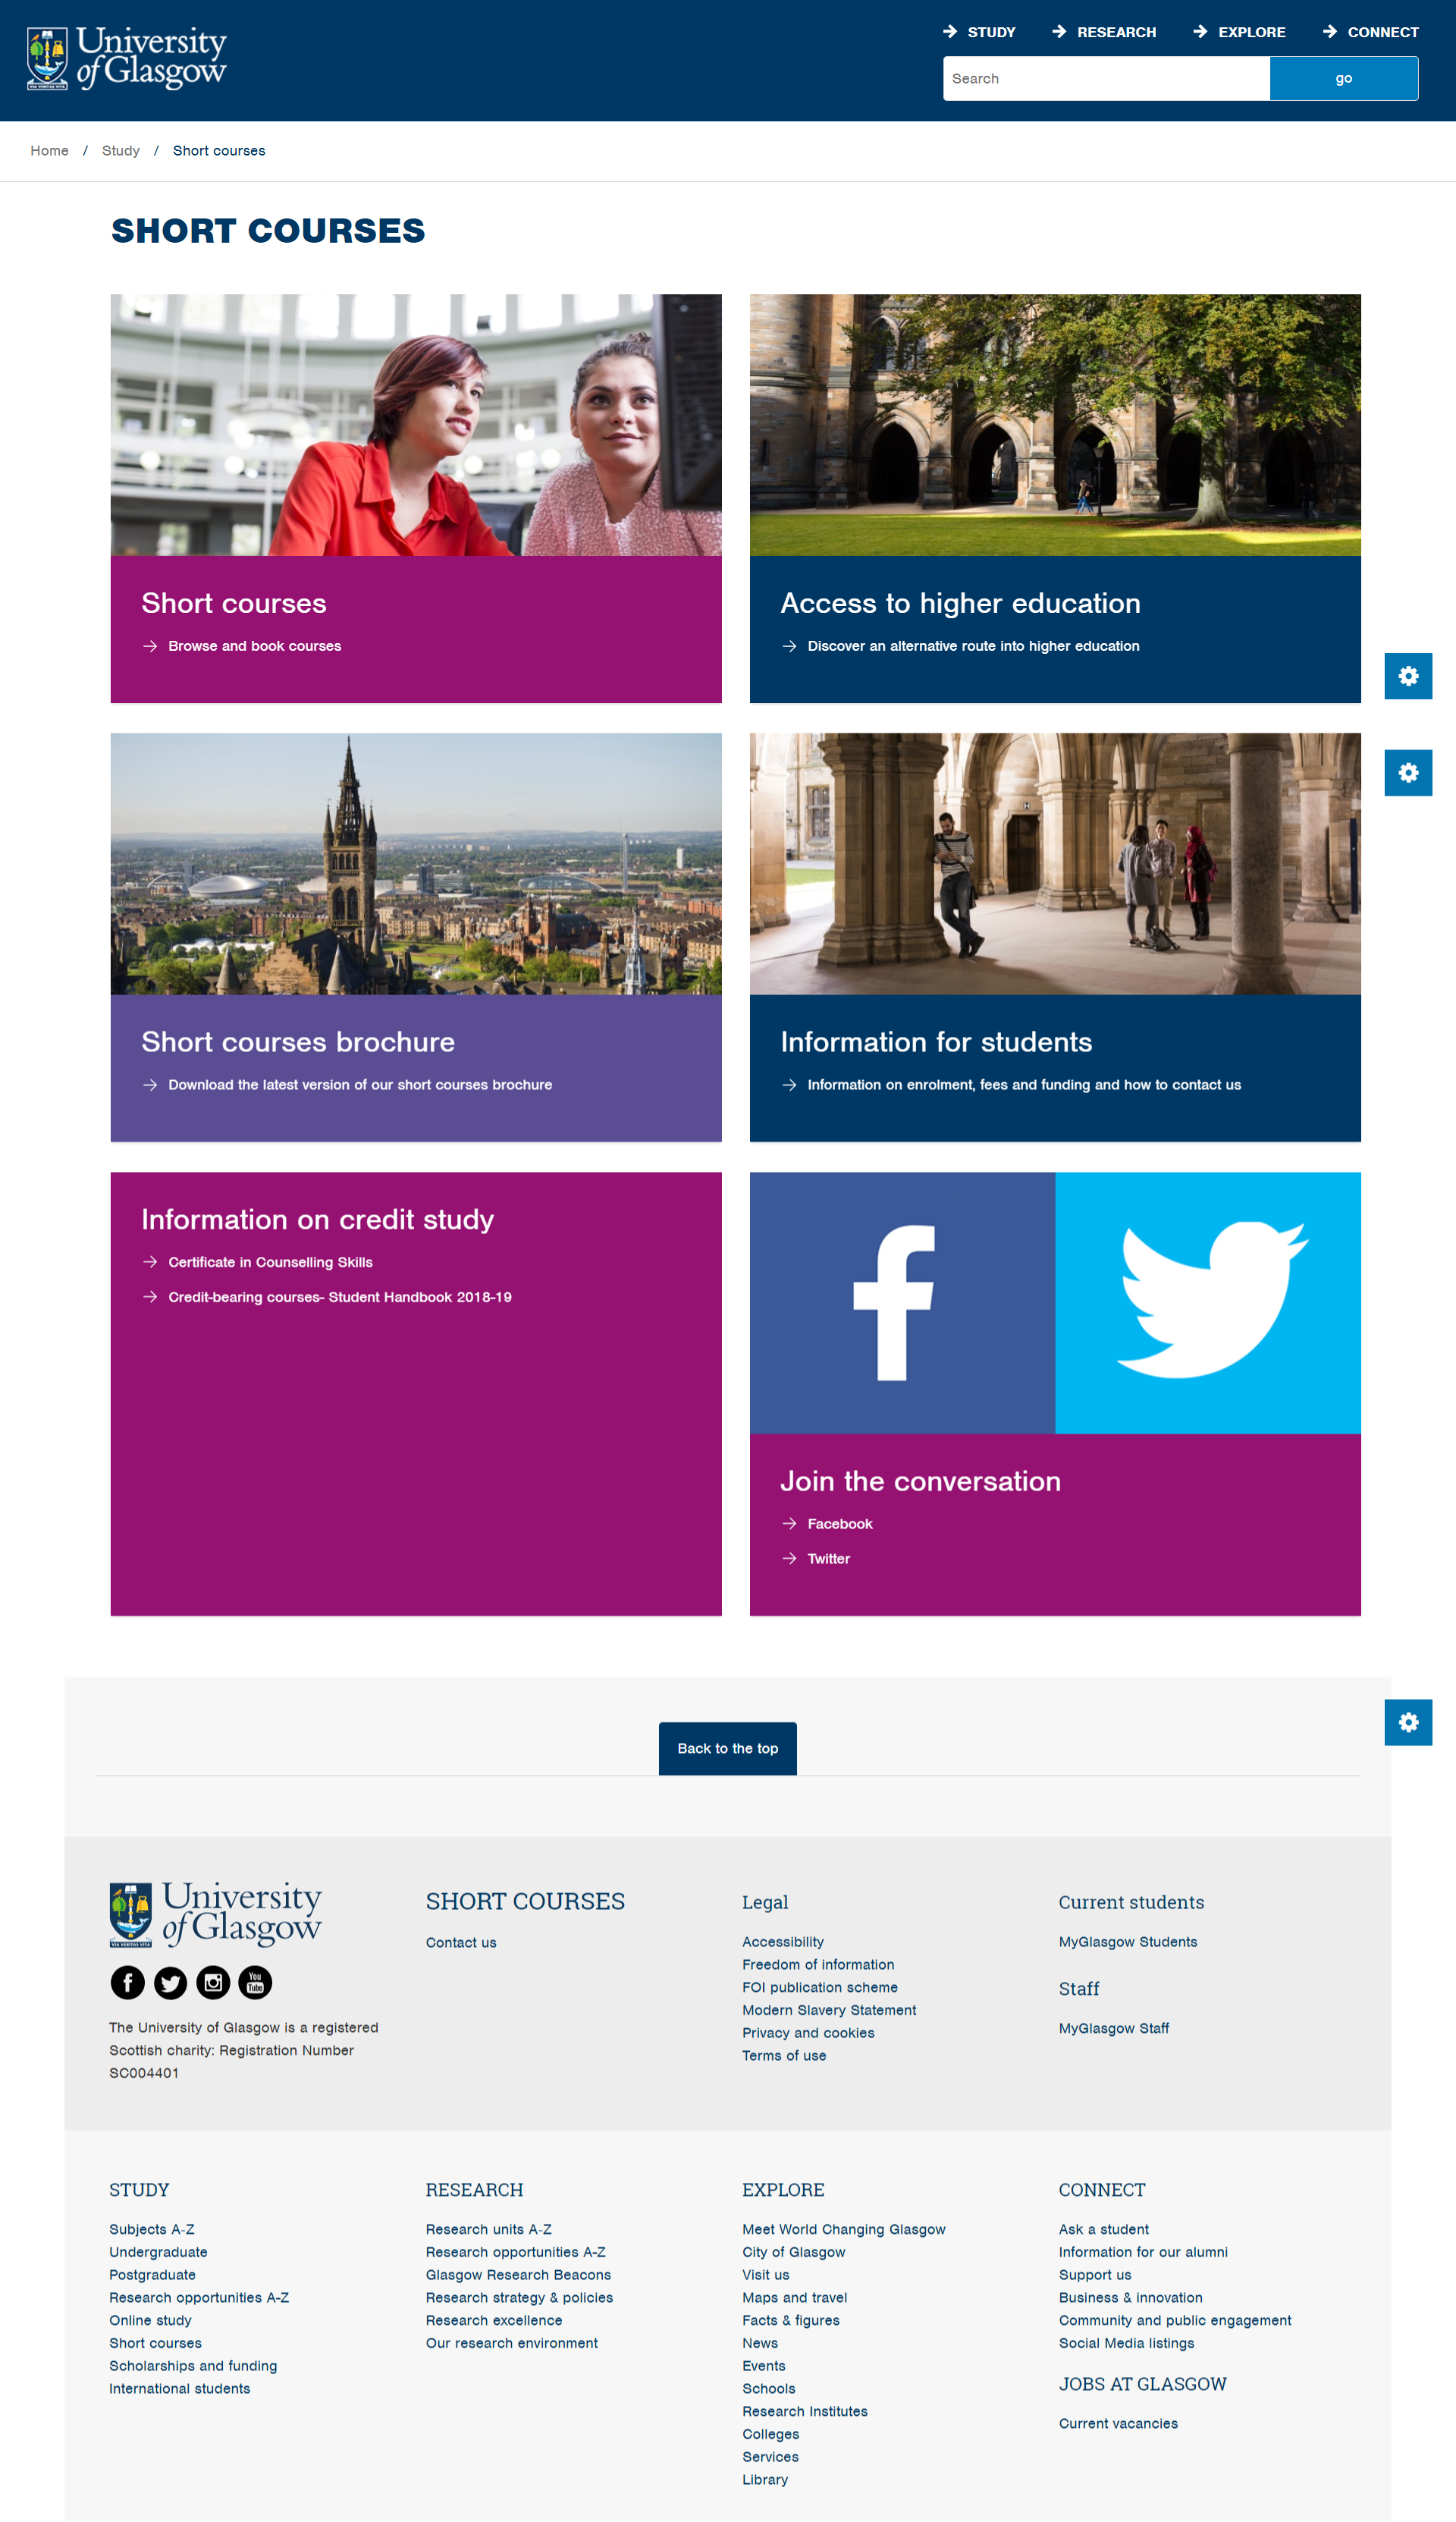 University
of Glasgow
VIA VERITAS VITA
STUDY
RESEARCH
EXPLORE
CONNECT
Search
go
Home / Study / Short courses
SHORT COURSES
Short courses
Browse and book courses
Access to higher education
Discover an alternative route into higher education
Short courses brochure
Download the latest version of our short courses brochure
Information for students
Information on enrolment, fees and funding and how to contact us
Information on credit study
Certificate in Counselling Skills
Credit-bearing courses- Student Handbook 2018-19
Join the conversation
Facebook
Twitter
Back to the top
University
of Glasgow
VIA VERITAS VITA
You
Tube
The University of Glasgow is a registered
Scottish charity: Registration Number
SC004401
SHORT COURSES
Contact us
Legal
Accessibility
Freedom of information
FOI publication scheme
Modern Slavery Statement
Privacy and cookies
Terms of use
Current students
MyGlasgow Students
Staff
MyGlasgow Staff
STUDY
Subjects A-Z
Undergraduate
Postgraduate
Research opportunities A-Z
Online study
Short courses
Scholarships and funding
International students
RESEARCH
Research units A-Z
Research opportunities A-Z
Glasgow Research Beacons
Research strategy & policies
Research excellence
Our research environment
EXPLORE
Meet World Changing Glasgow
City of Glasgow
Visit us
Maps and travel
Facts & figures
News
Events
Schools
Research Institutes
Colleges
Services
Library
CONNECT
Ask a student
Information for our alumni
Support us
Business & innovation
Community and public engagement
Social Media listings
JOBS AT GLASGOW
Current vacancies